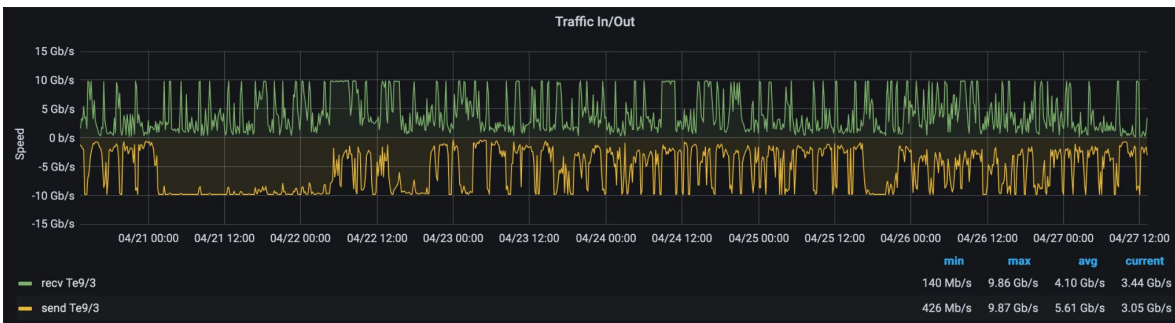 Traffic In/Out
15 Gb/s
10 Gb/s
5 Gb/s
0 b/s
-5 Gb/s
-10 Gb/s
-15 Gb/s
Speed
04/21 00:00 04/21 12:00 04/22 00:00 04/22 12:00 04/23 00:00 04/23 12:00 04/24 00:00 04/24 12:00 04/25 00:00 04/25 12:00 04/26 00:00 04/26 12:00 04/27 00:00 04/27 12:00
min max avg current
recv Te9/3 140 Mb/s 9.86 Gb/s 4.10 Gb/s 3.44 Gb/s
send Te9/3 426 Mb/s 9.87 Gb/s 5.61 Gb/s 3.05 Gb/s